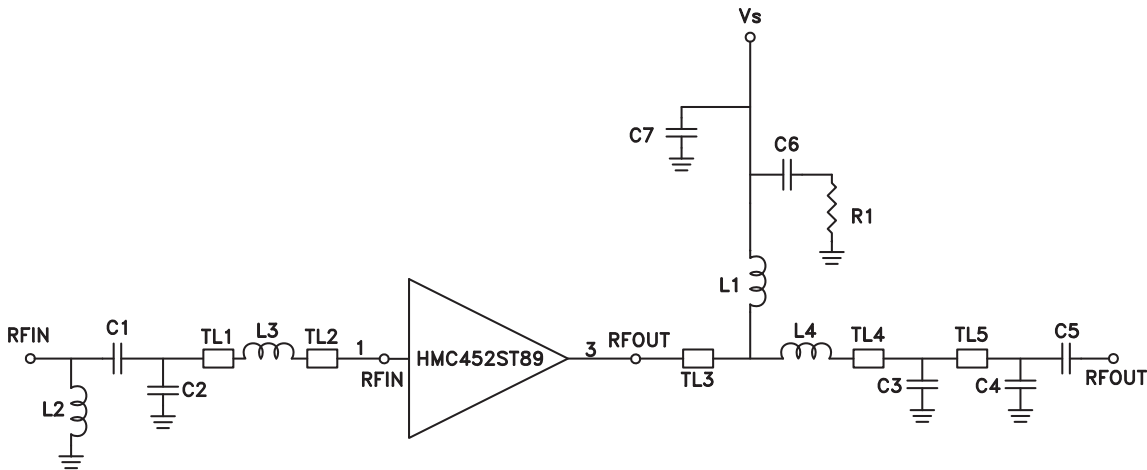 Vs
C7
C6
R1
L1
RFIN
C1
TL1
L3
TL2
1
HMC452ST89
3
RFOUT
L4
TL4
TL5
C5
L2
C2
RFIN
TL3
C3
C4
RFOUT